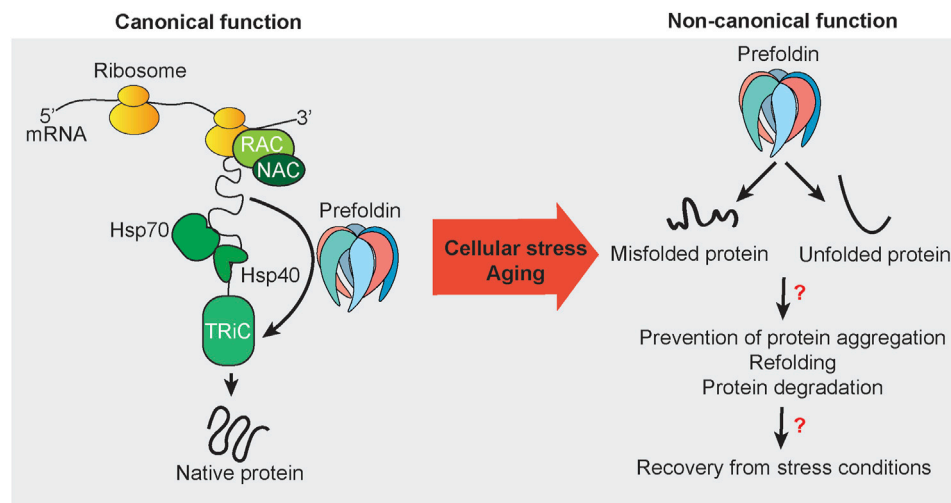 Canonical function
Ribosome
5’
mRNA
3’
RAC
NAC
Hsp70
Prefoldin
Hsp40
TRiC
Native protein
Cellular stress
Aging
Non-canonical function
Prefoldin
Misfolded protein
Unfolded protein
?
Prevention of protein aggregation
Refolding
Protein degradation
?
Recovery from stress conditions